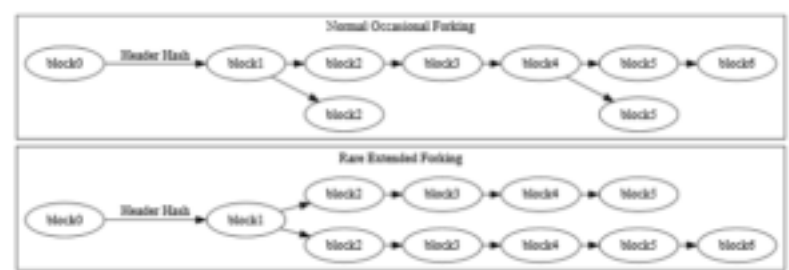 Normal Occasional Forking
block0 Header Hash block1 block2 block3 block4 block5 block6
block2 block5
Rare Extended Forking
block2 block3 block4 block5
block0 Header Hash block1
block2 block3 block4 block5 block6